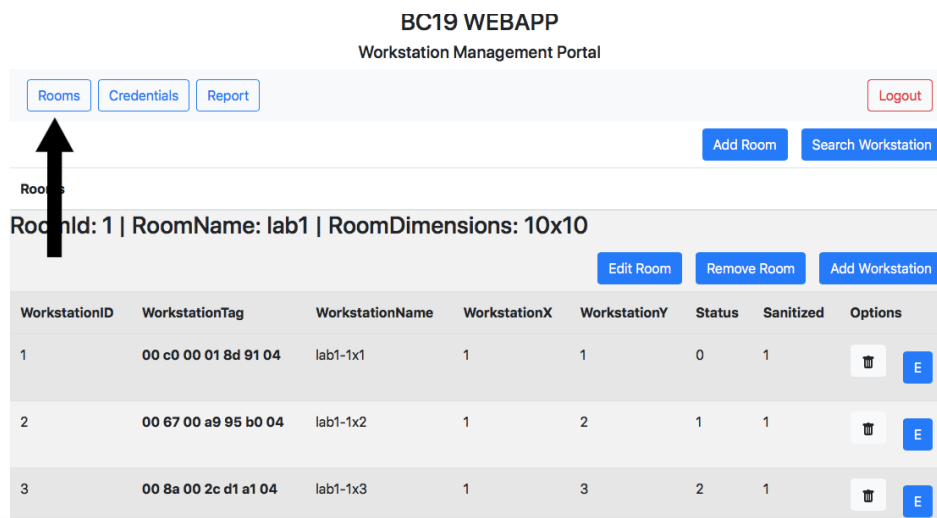 BC19 WEBAPP
Workstation Management Portal
Rooms Credentials Report Logout
Add Room Search Workstation
Rooms
RoomId: 1 | RoomName: lab1 | RoomDimensions: 10x10
Edit Room Remove Room Add Workstation
WorkstationID WorkstationTag WorkstationName WorkstationX WorkstationY Status Sanitized Options
1 00 c0 00 01 8d 91 04 lab1-1x1 1 1 0 1 E
2 00 67 00 a9 95 b0 04 lab1-1x2 1 2 1 1 E
3 00 8a 00 2c d1 a1 04 lab1-1x3 1 3 2 1 E